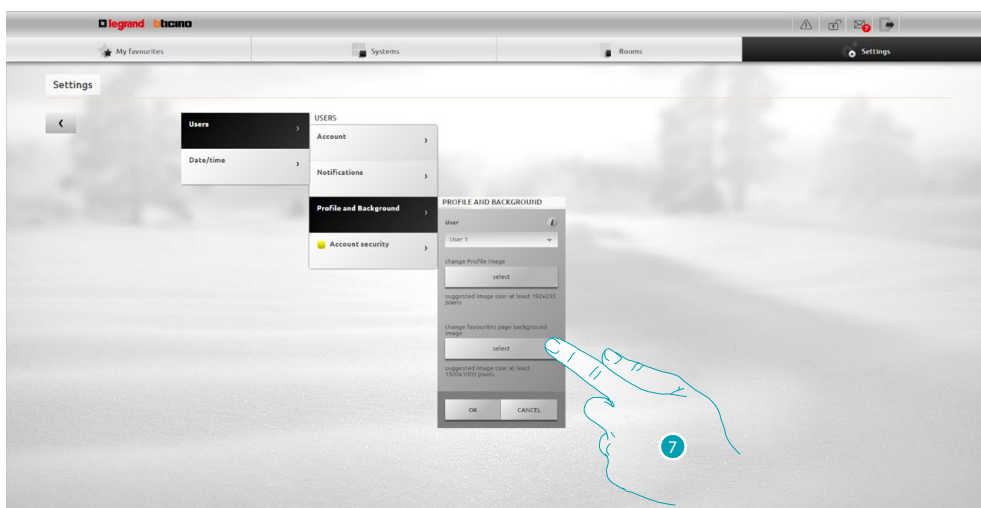 legrand bticino
7
My favourites
Systems
Rooms
Settings
Settings
Users
Date/time
USERS
Account
Notifications
Profile and Background
Account security
PROFILE AND BACKGROUND
User
i
User 1
change Profile image
select
suggested image size: at least 192x235
pixels
change favourites page background
image
select
suggested image size: at least
1500x1000 pixels
OK
CANCEL
7